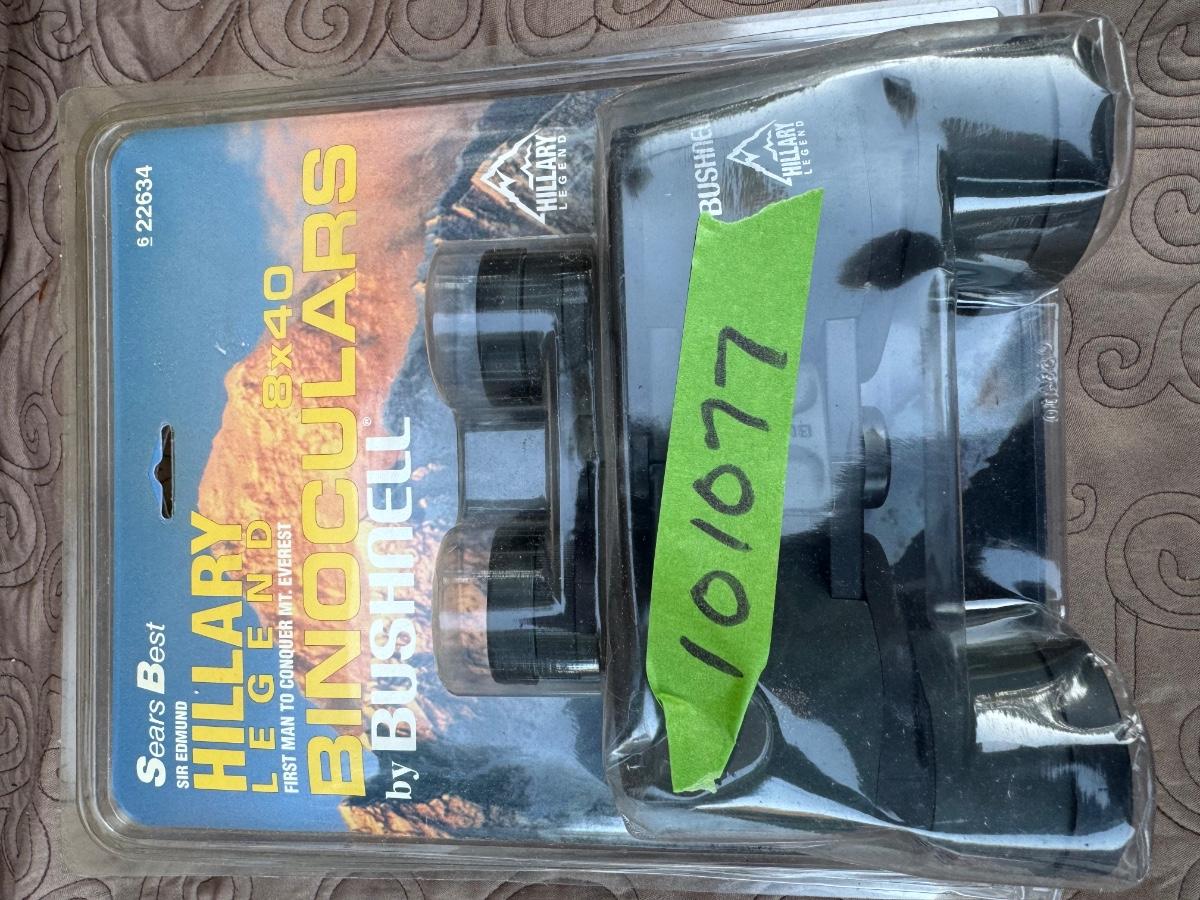 Sears Best
SIR EDMUND
HILLARY
LEGEND
FIRST MAN TO CONQUER MT. EVEREST
8x40
BINOCULARS
by BUSHNELL®
6 22634
HILLARY
LEGEND
BUSHNEL
HILLARY
LEGEND
101077